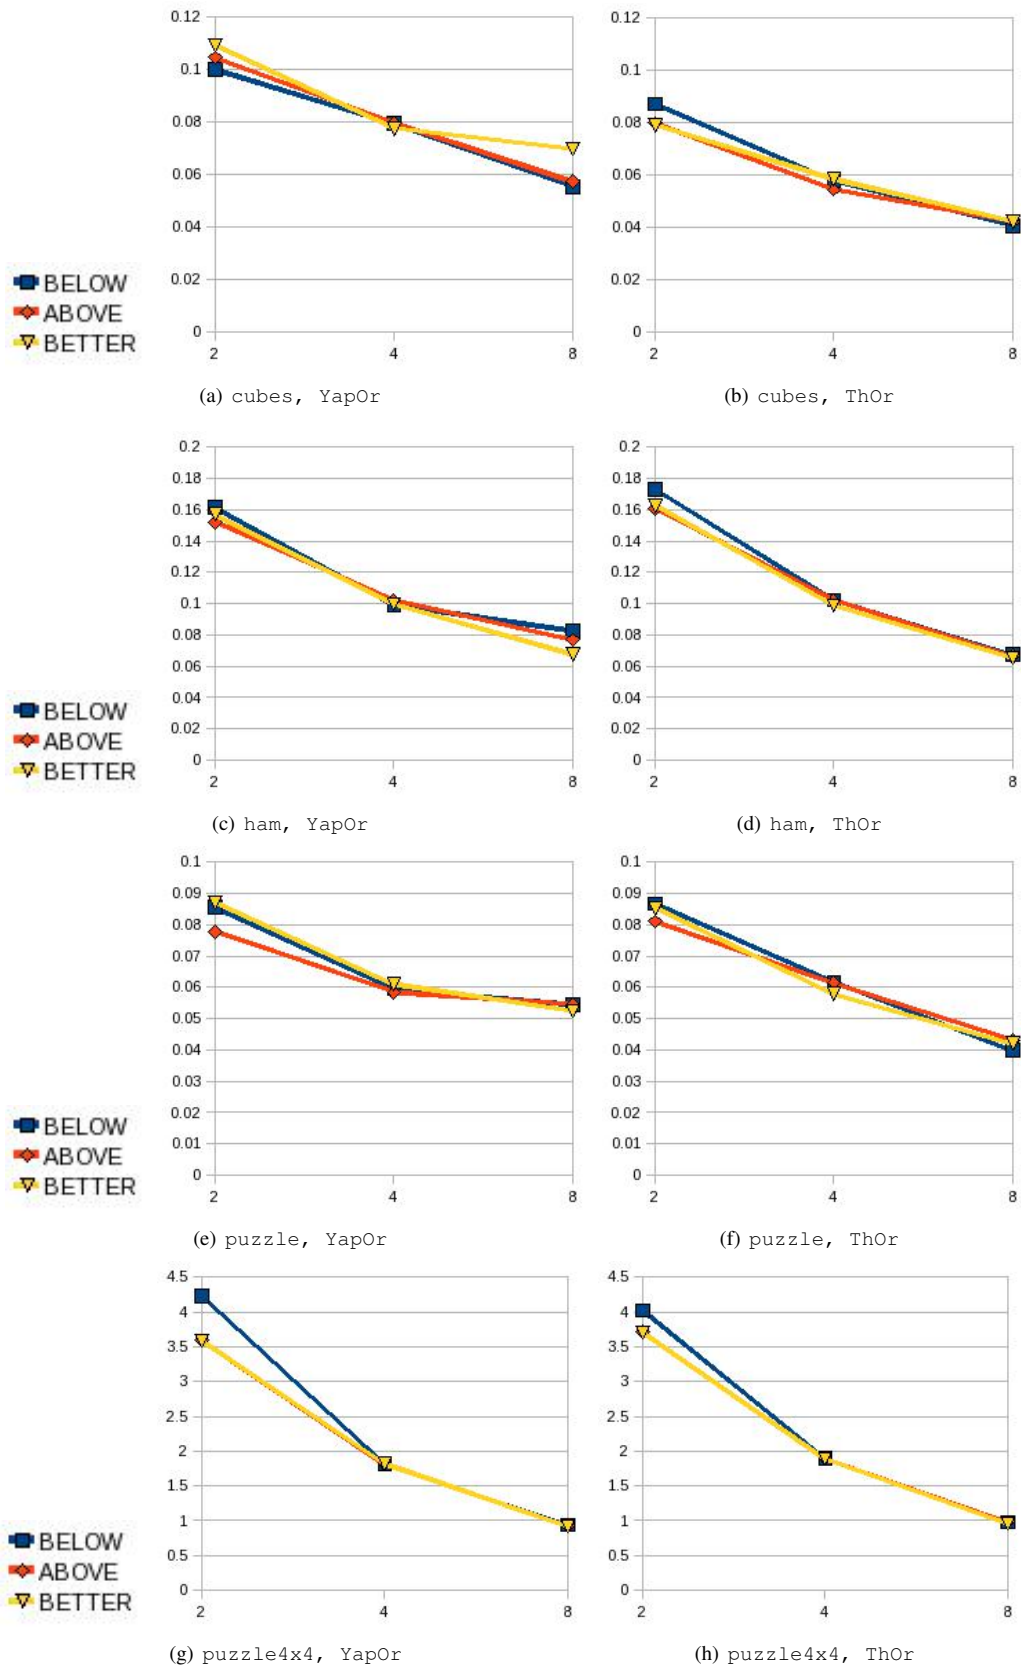 0.12
0.1
0.08
0.06
0.04
0.02
0
2 4 8
BELOW
ABOVE
BETTER
(a) cubes, YapOr
0.12
0.1
0.08
0.06
0.04
0.02
0
2 4 8
(b) cubes, ThOr
0.2
0.18
0.16
0.14
0.12
0.1
0.08
0.06
0.04
0.02
0
2 4 8
BELOW
ABOVE
BETTER
(c) ham, YapOr
0.2
0.18
0.16
0.14
0.12
0.1
0.08
0.06
0.04
0.02
0
2 4 8
(d) ham, ThOr
0.1
0.09
0.08
0.07
0.06
0.05
0.04
0.03
0.02
0.01
0
2 4 8
BELOW
ABOVE
BETTER
(e) puzzle, YapOr
0.1
0.09
0.08
0.07
0.06
0.05
0.04
0.03
0.02
0.01
0
2 4 8
(f) puzzle, ThOr
4.5
4
3.5
3
2.5
2
1.5
1
0.5
0
2 4 8
BELOW
ABOVE
BETTER
(g) puzzle4x4, YapOr
4.5
4
3.5
3
2.5
2
1.5
1
0.5
0
2 4 8
(h) puzzle4x4, ThOr